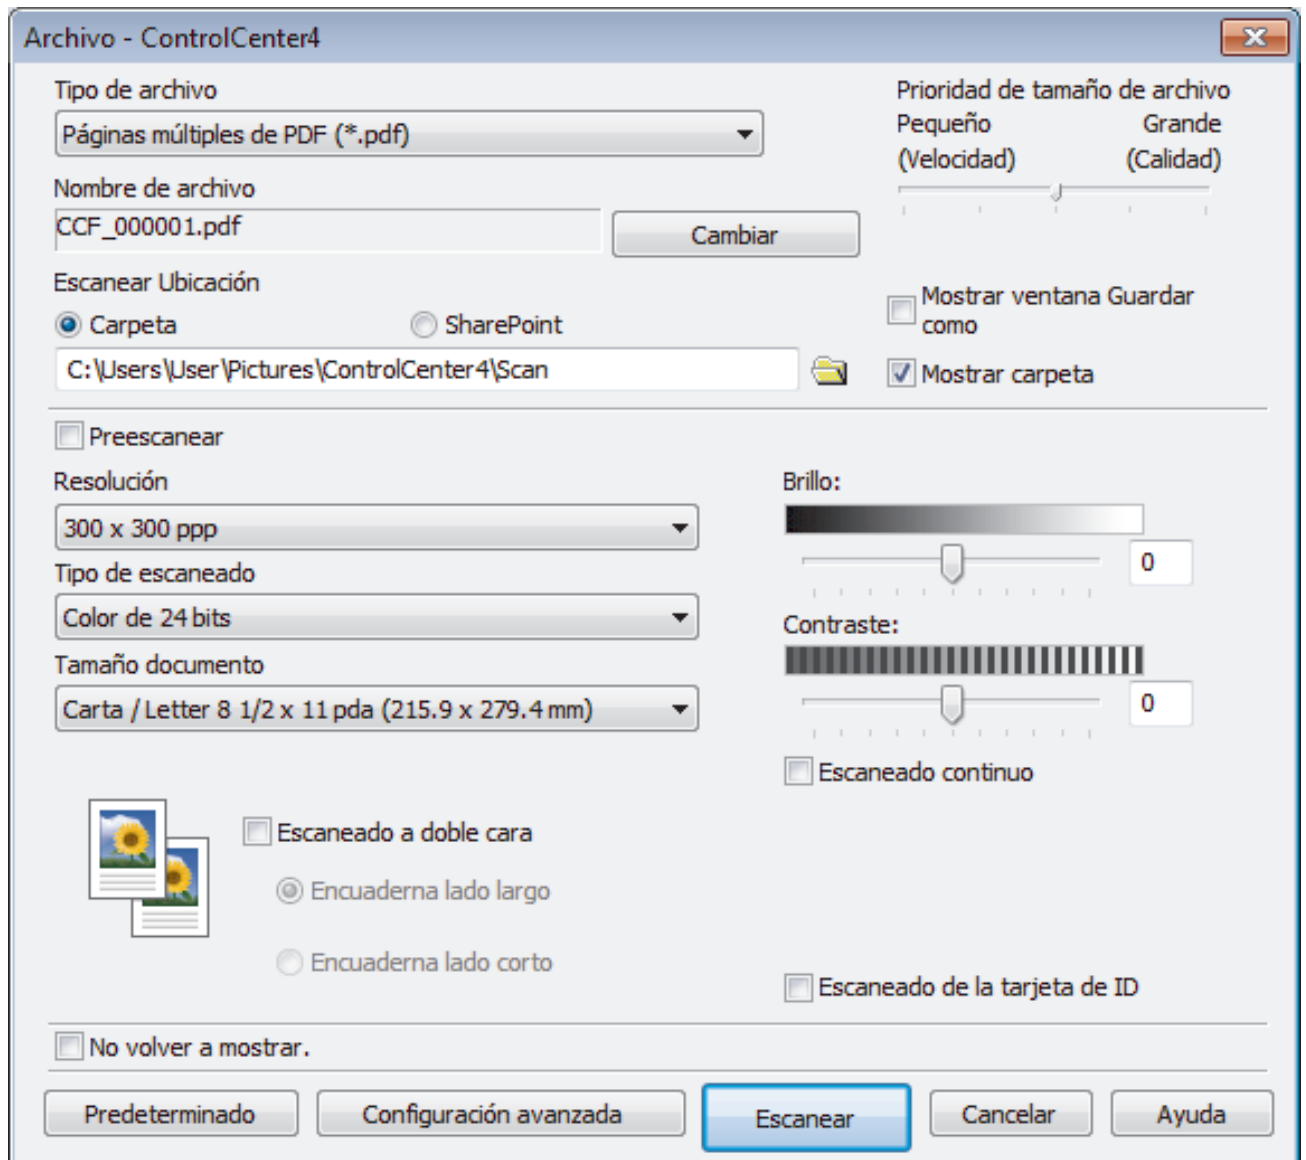 Archivo - ControlCenter4
Tipo de archivo
Páginas múltiples de PDF (*.pdf)
Prioridad de tamaño de archivo
Pequeño Grande
(Velocidad) (Calidad)
Nombre de archivo
CCF_000001.pdf
Cambiar
Escanear Ubicación
Carpeta SharePoint
C:\Users\User\Pictures\ControlCenter4\Scan
Mostrar ventana Guardar
como
Mostrar carpeta
Preescanear
Resolución
300 x 300 ppp
Tipo de escaneado
Color de 24 bits
Tamaño documento
Carta / Letter 8 1/2 x 11 pda (215.9 x 279.4 mm)
Brillo:
0
Contraste:
0
Escaneado continuo
Escaneado a doble cara
Encuaderna lado largo
Encuaderna lado corto
Escaneado de la tarjeta de ID
No volver a mostrar.
Predeterminado Configuración avanzada Escanear Cancelar Ayuda